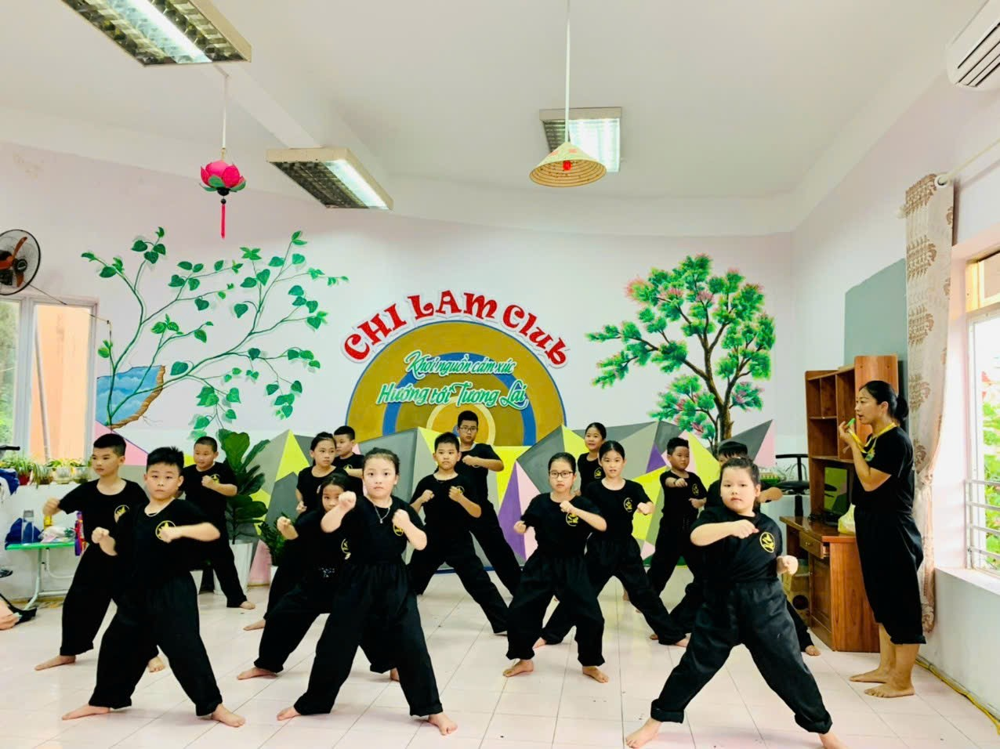 CHI LAM Club
Khơi nguồn cảm xúc
Hướng tới Tương Lai